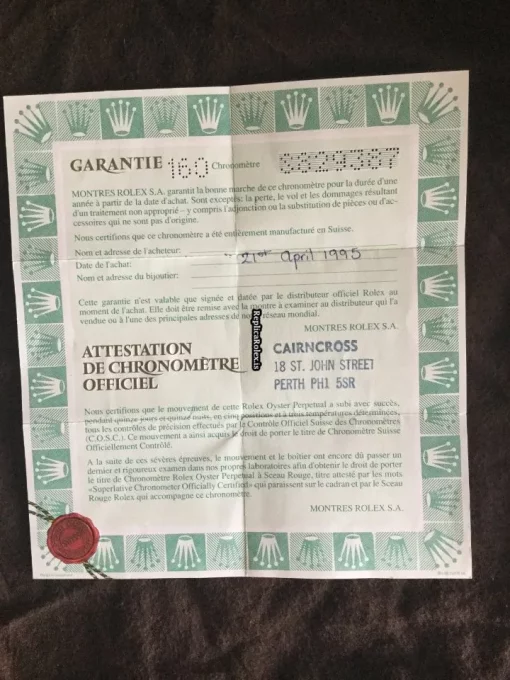 GARANTIE 160 Chronomètre S829387
MONTRES ROLEX S.A. garantit la bonne marche de ce chronomètre pour la durée d'une
année à partir de la date d'achat. Sont exceptés: la perte, le vol et les dommages résultant
d'un traitement non approprié – y compris l'adjonction ou la substitution de pièces ou d'ac-
cessoires qui ne sont pas d'origine.
Nous certifions que ce chronomètre a été entièrement manufacturé en Suisse.
Nom et adresse de l'acheteur:
Date de l'achat: 21st April 1995
Nom et adresse du bijoutier:
Cette garantie n'est valable que signée et datée par le distributeur officiel Rolex au
moment de l'achat. Elle doit être remise avec la montre à examiner au distributeur qui l'a
vendue ou à l'une des principales adresses de notre réseau mondial.
MONTRES ROLEX S.A.
ReplicaRolex.is
ATTESTATION
DE CHRONOMÈTRE
OFFICIEL
CAIRNCROSS
18 ST. JOHN STREET
PERTH PH1 5SR
Nous certifions que le mouvement de cette Rolex Oyster Perpetual a subi avec succès,
pendant quinze jours et quinze nuits, en cinq positions et à trois températures déterminées,
tous les contrôles de précision effectués par le Contrôle Officiel Suisse des Chronomètres
(C.O.S.C.). Ce mouvement a ainsi acquis le droit de porter le titre de Chronomètre Suisse
Officiellement Contrôlé.
A la suite de ces sévères épreuves, le mouvement et le boîtier ont encore dû passer un
dernier et rigoureux examen dans nos propres laboratoires afin d'obtenir le droit de porter
le titre de Chronomètre Rolex Oyster Perpetual à Sceau Rouge, titre attesté par les mots
«Superlative Chronometer Officially Certified» qui paraissent sur le cadran et par le Sceau
Rouge Rolex qui accompagne ce chronomètre.
MONTRES ROLEX S.A.